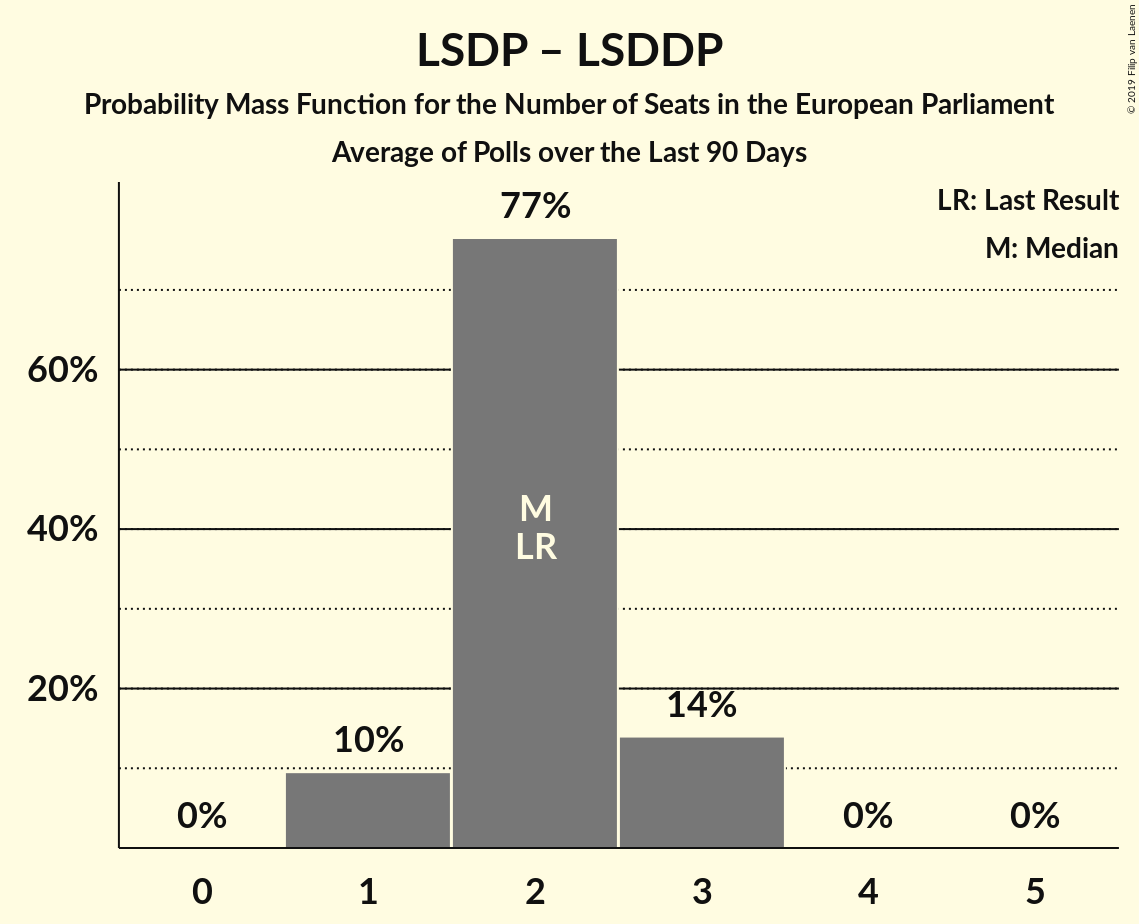 LSDP – LSDDP
Probability Mass Function for the Number of Seats in the European Parliament
Average of Polls over the Last 90 Days
© 2019 Filip van Laenen
LR: Last Result
M: Median
77%
60%
M
40%
LR
20%
14%
10%
0%
0%
0%
0
1
2
3
4
5